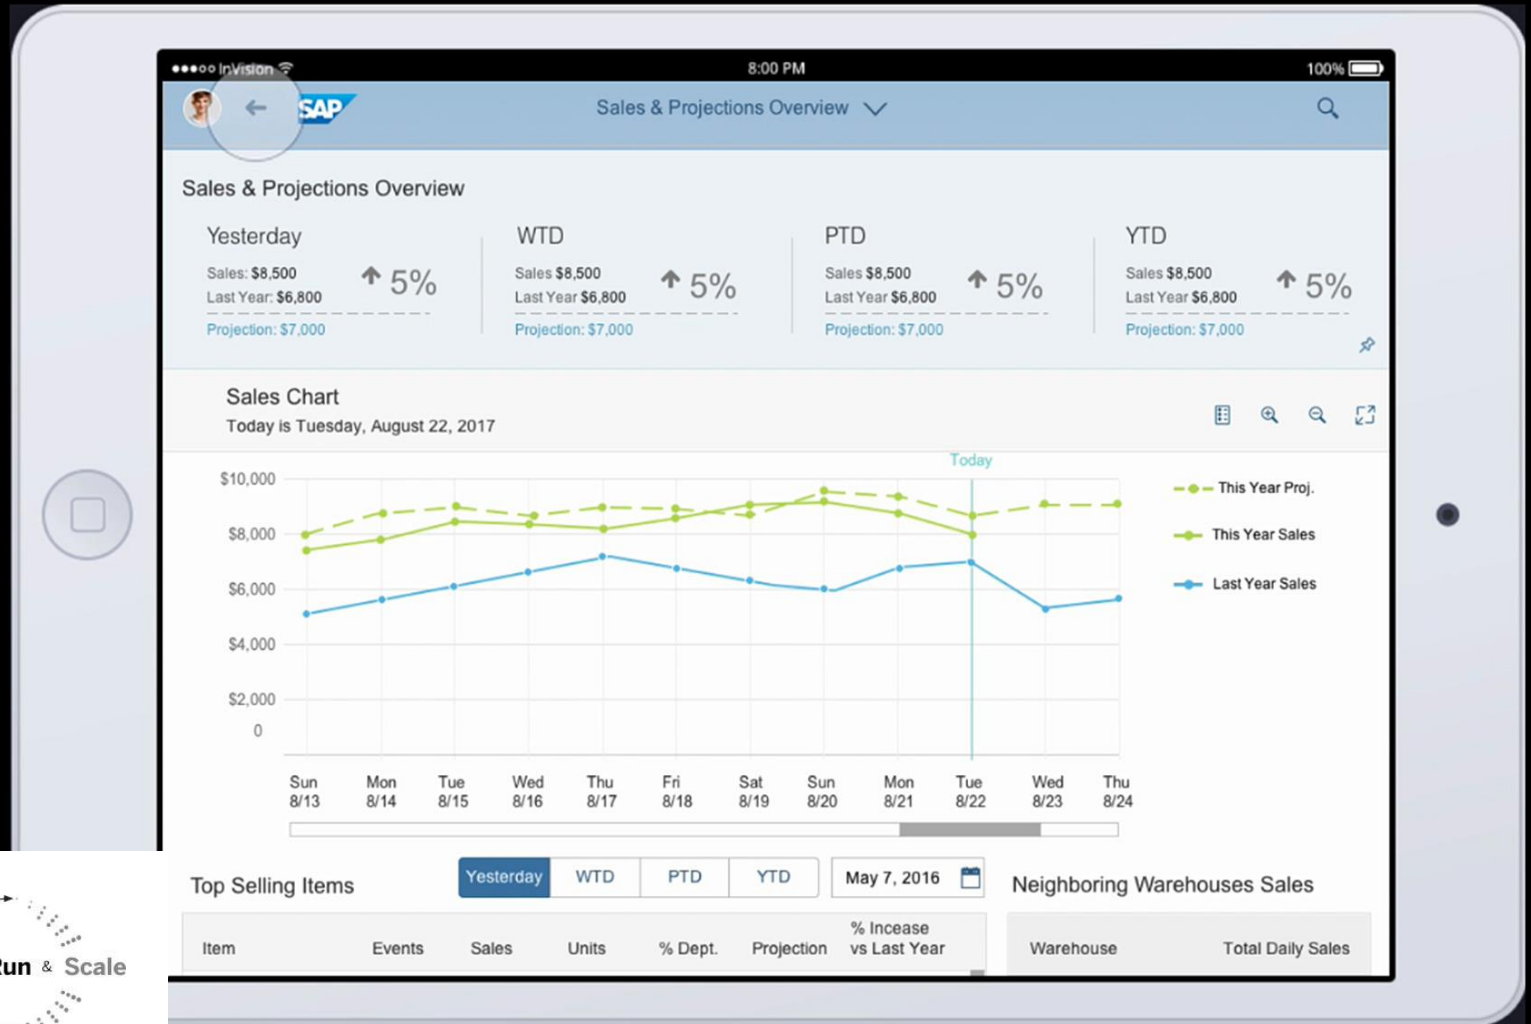 InVision
8:00 PM
100%
SAP
Sales & Projections Overview
Sales & Projections Overview
Yesterday
Sales: $8,500
Last Year: $6,800
5%
Projection: $7,000
WTD
Sales $8,500
Last Year $6,800
5%
Projection: $7,000
PTD
Sales $8,500
Last Year $6,800
5%
Projection: $7,000
YTD
Sales $8,500
Last Year $6,800
5%
Projection: $7,000
Sales Chart
Today is Tuesday, August 22, 2017
Today
$10,000
$8,000
$6,000
$4,000
$2,000
0
This Year Proj.
This Year Sales
Last Year Sales
Sun Mon Tue Wed Thu Fri Sat Sun Mon Tue Wed Thu
8/13 8/14 8/15 8/16 8/17 8/18 8/19 8/20 8/21 8/22 8/23 8/24
Top Selling Items
Yesterday WTD PTD YTD
May 7, 2016
Item Events Sales Units % Dept. Projection % Incease
vs Last Year
Neighboring Warehouses Sales
Warehouse Total Daily Sales
un & Scale